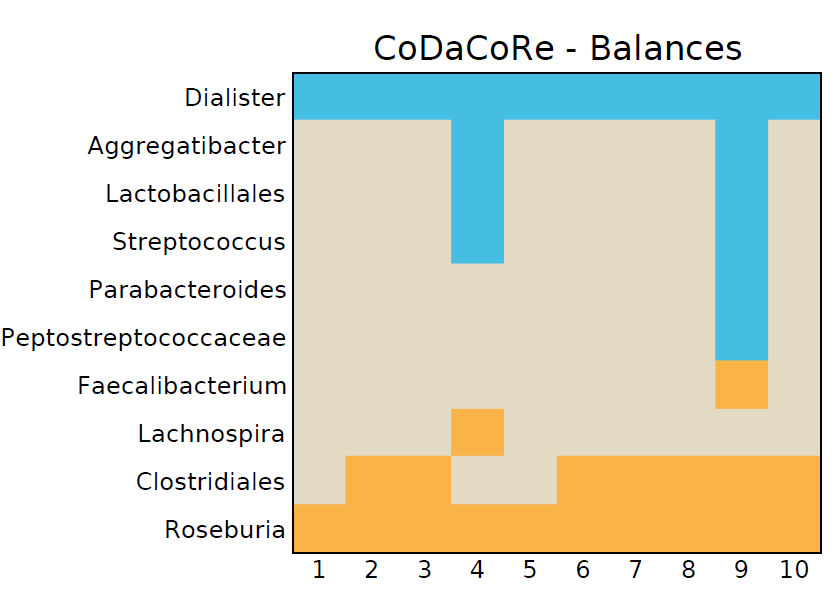 CoDaCoRe - Balances
Dialister
Aggregatibacter
Lactobacillales
Streptococcus
Parabacteroides
Peptostreptococcaceae
Faecalibacterium
Lachnospira
Clostridiales
Roseburia
1 2 3 4 5 6 7 8 9 10